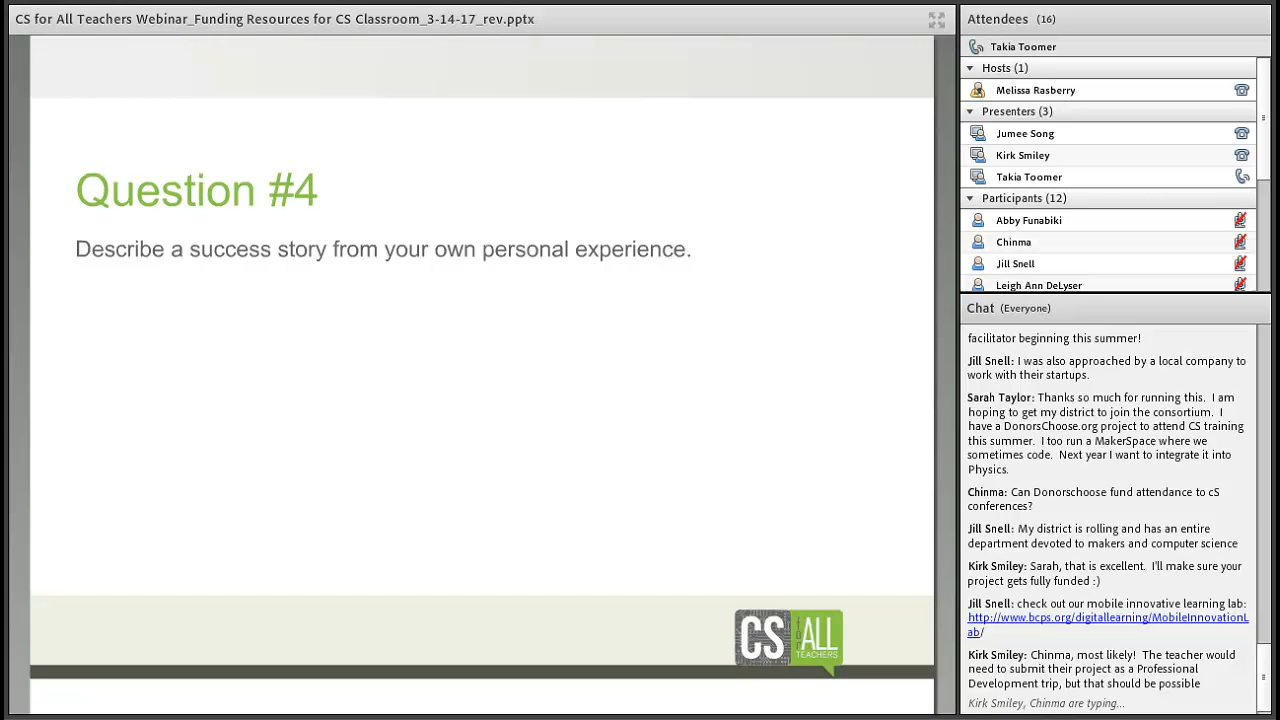 CS for All Teachers Webinar_Funding Resources for CS Classroom_3-14-17_rev.pptx
Question #4
Describe a success story from your own personal experience.
CS
ALL
TEACHERS
Attendees (16)
Takia Toomer
Hosts (1)
Melissa Rasberry
Presenters (3)
Jumee Song
Kirk Smiley
Takia Toomer
Participants (12)
Abby Funabiki
Chinma
Jill Snell
Leigh Ann DeLyser
Chat (Everyone)
facilitator beginning this summer!
Jill Snell: I was also approached by a local company to
work with their startups.
Sarah Taylor: Thanks so much for running this. I am
hoping to get my district to join the consortium. I
have a DonorsChoose.org project to attend CS training
this summer. I too run a MakerSpace where we
sometimes code. Next year I want to integrate it into
Physics.
Chinma: Can Donorschoose fund attendance to cS
conferences?
Jill Snell: My district is rolling and has an entire
department devoted to makers and computer science
Kirk Smiley: Sarah, that is excellent. I'll make sure your
project gets fully funded :)
Jill Snell: check out our mobile innovative learning lab:
http://www.bcps.org/digitallearning/MobileInnovationL
ab/
Kirk Smiley: Chinma, most likely! The teacher would
need to submit their project as a Professional
Development trip, but that should be possible
Kirk Smiley, Chinma are typing...